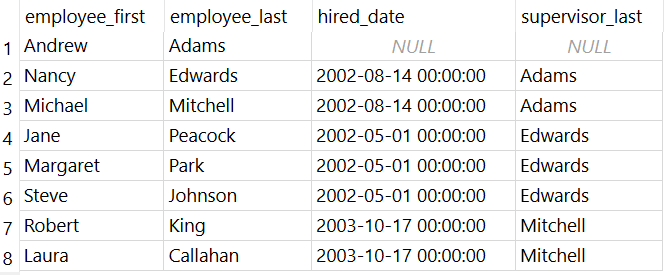 employee_first employee_last hired_date supervisor_last
1 Andrew Adams NULL NULL
2 Nancy Edwards 2002-08-14 00:00:00 Adams
3 Michael Mitchell 2002-08-14 00:00:00 Adams
4 Jane Peacock 2002-05-01 00:00:00 Edwards
5 Margaret Park 2002-05-01 00:00:00 Edwards
6 Steve Johnson 2002-05-01 00:00:00 Edwards
7 Robert King 2003-10-17 00:00:00 Mitchell
8 Laura Callahan 2003-10-17 00:00:00 Mitchell